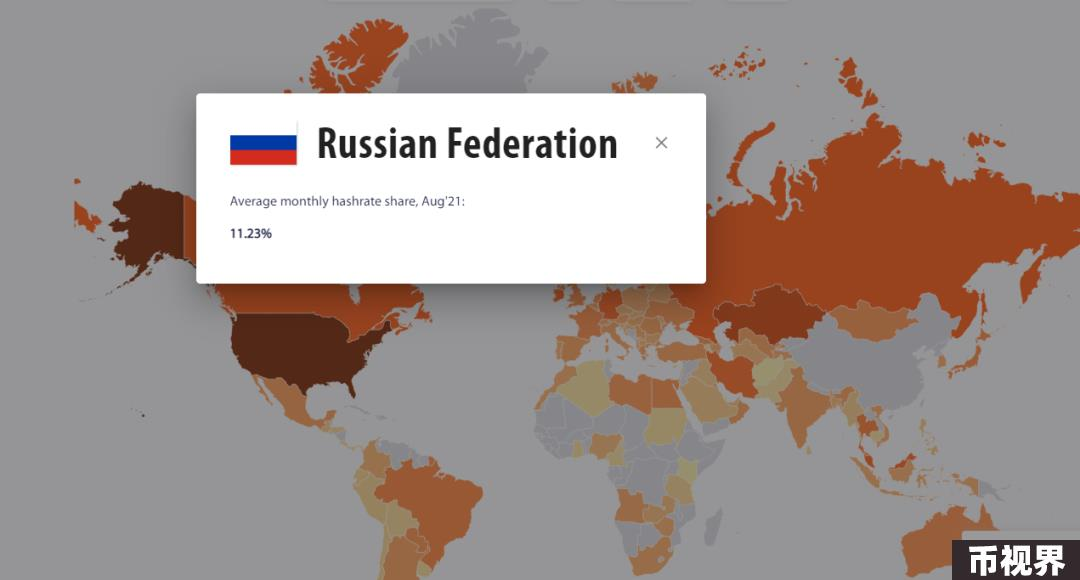 Russian Federation
Average monthly hashrate share, Aug'21:
11.23%
币视界